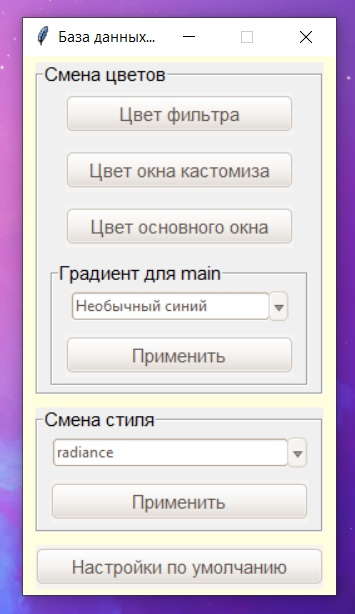 База данных...
Смена цветов
Цвет фильтра
Цвет окна кастомиза
Цвет основного окна
Градиент для main
Необычный синий
Применить
Смена стиля
radiance
Применить
Настройки по умолчанию